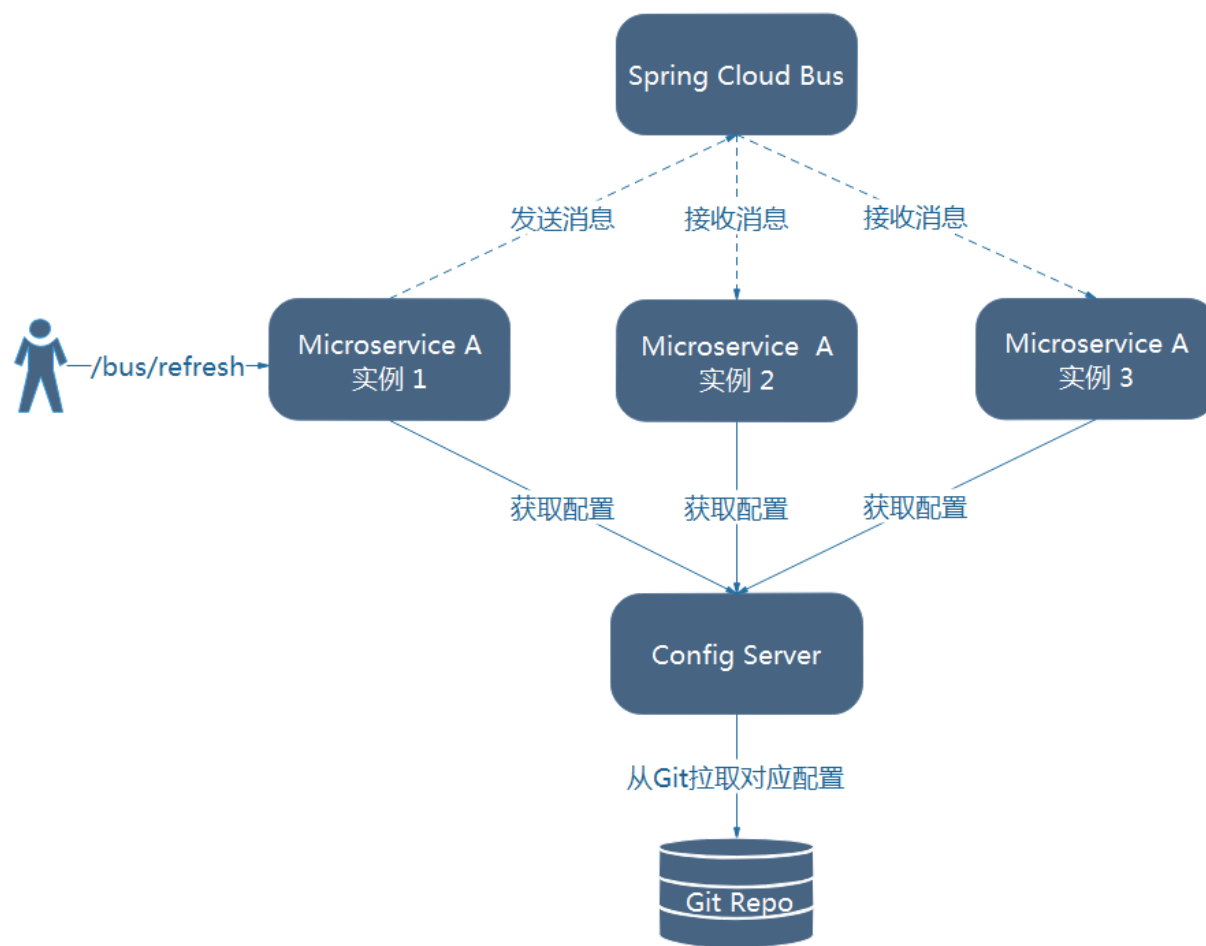 Spring Cloud Bus
发送消息
接收消息
接收消息
/bus/refresh
Microservice A
实例 1
Microservice A
实例 2
Microservice A
实例 3
获取配置
获取配置
获取配置
Config Server
从Git拉取对应配置
Git Repo